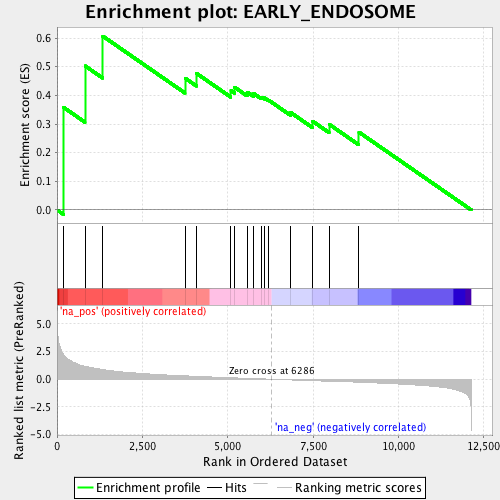 Enrichment plot: EARLY_ENDOSOME
Enrichment score (ES)
0.6
0.5
0.4
0.3
0.2
0.1
0.0
'na_pos' (positively correlated)
Ranked list metric (PreRanked)
5.0
2.5
0.0
-2.5
-5.0
Zero cross at 6286
'na_neg' (negatively correlated)
0 2,500 5,000 7,500 10,000 12,500
Rank in Ordered Dataset
Enrichment profile Hits Ranking metric scores